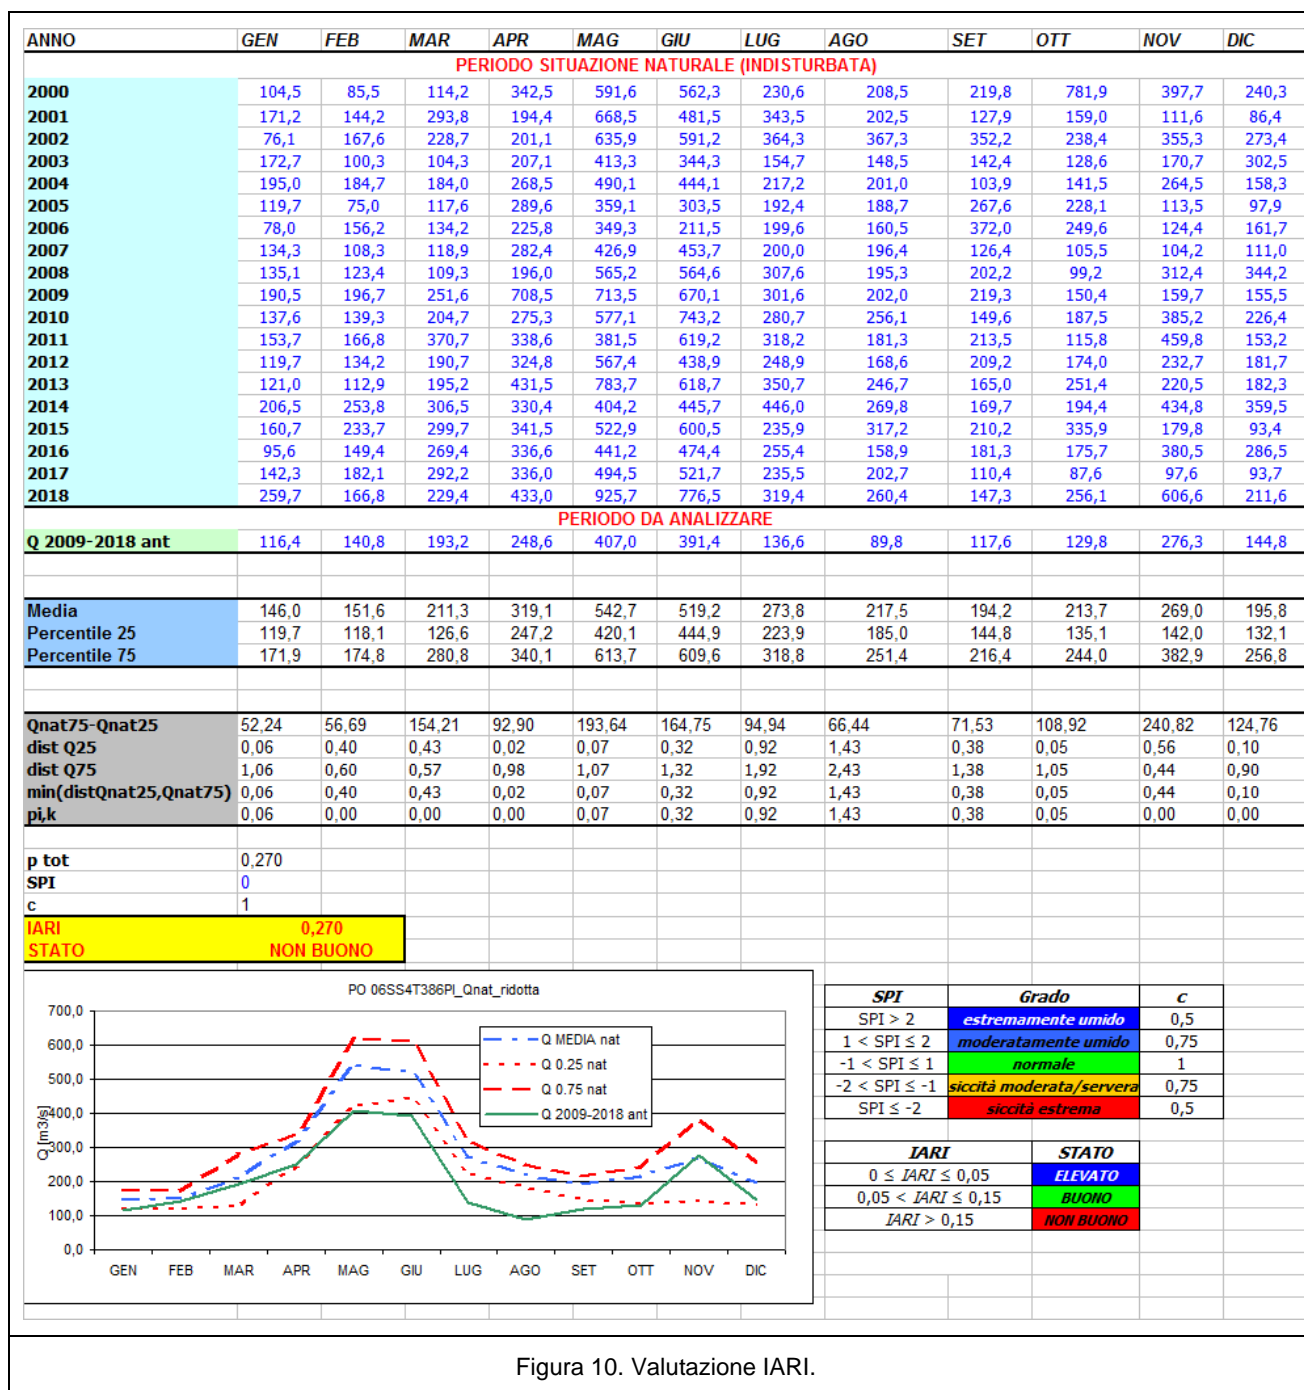 ANNO GEN FEB MAR APR MAG GIU LUG AGO SET OTT NOV DIC
PERIODO SITUAZIONE NATURALE (INDISTURBATA)
2000 104,5 85,5 114,2 342,5 591,6 562,3 230,6 208,5 219,8 781,9 397,7 240,3
2001 171,2 144,2 293,8 194,4 668,5 481,5 343,5 202,5 127,9 159,0 111,6 86,4
2002 76,1 167,6 228,7 201,1 635,9 591,2 364,3 367,3 352,2 238,4 355,3 273,4
2003 172,7 100,3 104,3 207,1 413,3 344,3 154,7 148,5 142,4 128,6 170,7 302,5
2004 195,0 184,7 184,0 268,5 490,1 444,1 217,2 201,0 103,9 141,5 264,5 158,3
2005 119,7 75,0 117,6 289,6 359,1 303,5 192,4 188,7 267,6 228,1 113,5 97,9
2006 78,0 156,2 134,2 225,8 349,3 211,5 199,6 160,5 372,0 249,6 124,4 161,7
2007 134,3 108,3 118,9 282,4 426,9 453,7 200,0 196,4 126,4 105,5 104,2 111,0
2008 135,1 123,4 109,3 196,0 565,2 564,6 307,6 195,3 202,2 99,2 312,4 344,2
2009 190,5 196,7 251,6 708,5 713,5 670,1 301,6 202,0 219,3 150,4 159,7 155,5
2010 137,6 139,3 204,7 275,3 577,1 743,2 280,7 256,1 149,6 187,5 385,2 226,4
2011 153,7 166,8 370,7 338,6 381,5 619,2 318,2 181,3 213,5 115,8 459,8 153,2
2012 119,7 134,2 190,7 324,8 567,4 438,9 248,9 168,6 209,2 174,0 232,7 181,7
2013 121,0 112,9 195,2 431,5 783,7 618,7 350,7 246,7 165,0 251,4 220,5 182,3
2014 206,5 253,8 306,5 330,4 404,2 445,7 446,0 269,8 169,7 194,4 434,8 359,5
2015 160,7 233,7 299,7 341,5 522,9 600,5 235,9 317,2 210,2 335,9 179,8 93,4
2016 95,6 149,4 269,4 336,6 441,2 474,4 255,4 158,9 181,3 175,7 380,5 286,5
2017 142,3 182,1 292,2 336,0 494,5 521,7 235,5 202,7 110,4 87,6 97,6 93,7
2018 259,7 166,8 229,4 433,0 925,7 776,5 319,4 260,4 147,3 256,1 606,6 211,6
PERIODO DA ANALIZZARE
Q 2009-2018 ant 116,4 140,8 193,2 248,6 407,0 391,4 136,6 89,8 117,6 129,8 276,3 144,8
Media 146,0 151,6 211,3 319,1 542,7 519,2 273,8 217,5 194,2 213,7 269,0 195,8
Percentile 25 119,7 118,1 126,6 247,2 420,1 444,9 223,9 185,0 144,8 135,1 142,0 132,1
Percentile 75 171,9 174,8 280,8 340,1 613,7 609,6 318,8 251,4 216,4 244,0 382,9 256,8
Qnat75-Qnat25 52,24 56,69 154,21 92,90 193,64 164,75 94,94 66,44 71,53 108,92 240,82 124,76
dist Q25 0,06 0,40 0,43 0,02 0,07 0,32 0,92 1,43 0,38 0,05 0,56 0,10
dist Q75 1,06 0,60 0,57 0,98 1,07 1,32 1,92 2,43 1,38 1,05 0,44 0,90
min(distQnat25,Qnat75) 0,06 0,40 0,43 0,02 0,07 0,32 0,92 1,43 0,38 0,05 0,44 0,10
pi,k 0,06 0,00 0,00 0,00 0,07 0,32 0,92 1,43 0,38 0,05 0,00 0,00
p tot 0,270
SPI 0
c 1
IARI 0,270
STATO NON BUONO
PO 06SS4T386PI_Qnat_ridotta
Q [m3/s]
700,0
600,0
500,0
400,0
300,0
200,0
100,0
0,0
GEN FEB MAR APR MAG GIU LUG AGO SET OTT NOV DIC
Q MEDIA nat
Q 0.25 nat
Q 0.75 nat
Q 2009-2018 ant
SPI Grado c
SPI > 2 estremamente umido 0,5
1 < SPI ≤ 2 moderatamente umido 0,75
-1 < SPI ≤ 1 normale 1
-2 < SPI ≤ -1 siccità moderata/servera 0,75
SPI ≤ -2 siccità estrema 0,5
IARI STATO
0 ≤ IARI ≤ 0,05 ELEVATO
0,05 < IARI ≤ 0,15 BUONO
IARI > 0,15 NON BUONO
Figura 10. Valutazione IARI.